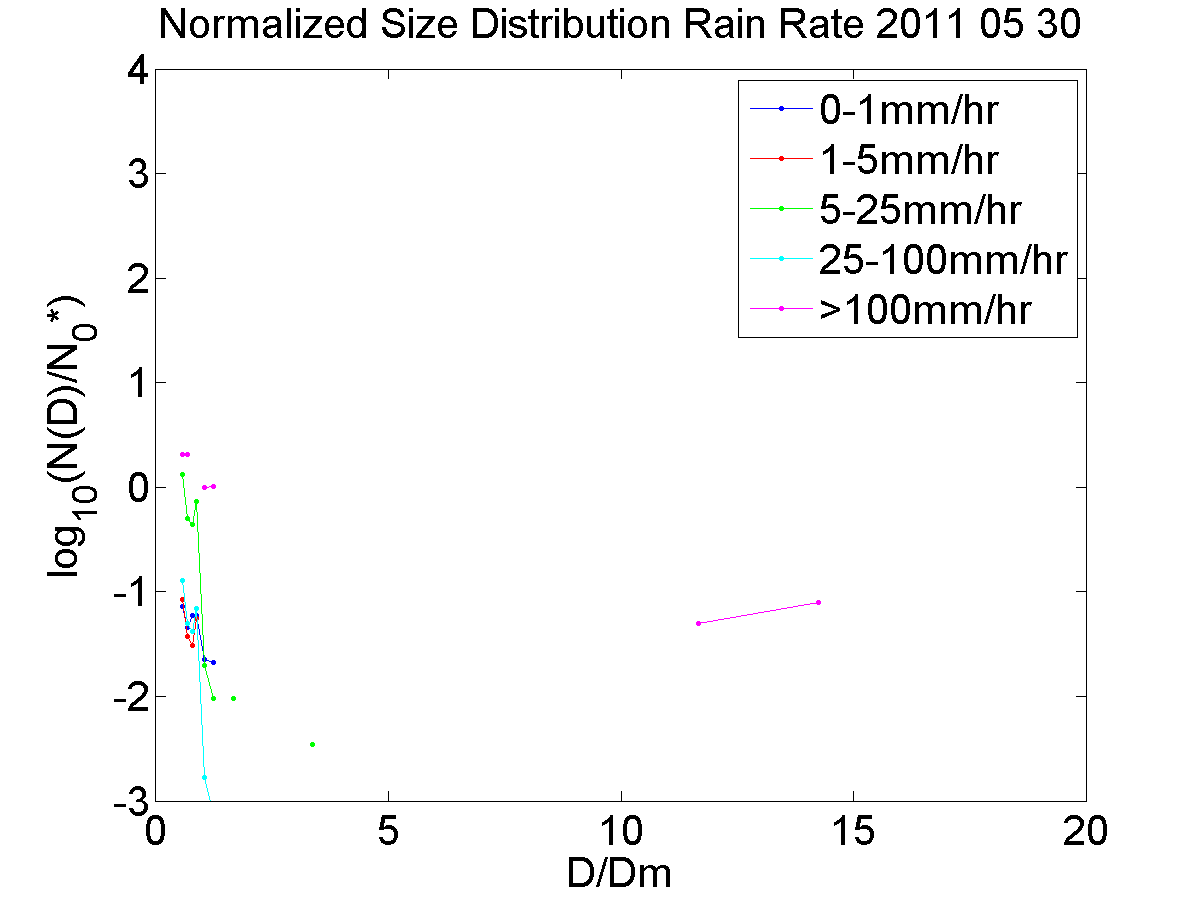 Normalized Size Distribution Rain Rate 2011 05 30
4
3
2
1
0
-1
-2
-3
0
5
10
15
20
D/Dm
log10(N(D)/N0*)
0-1mm/hr
1-5mm/hr
5-25mm/hr
25-100mm/hr
>100mm/hr